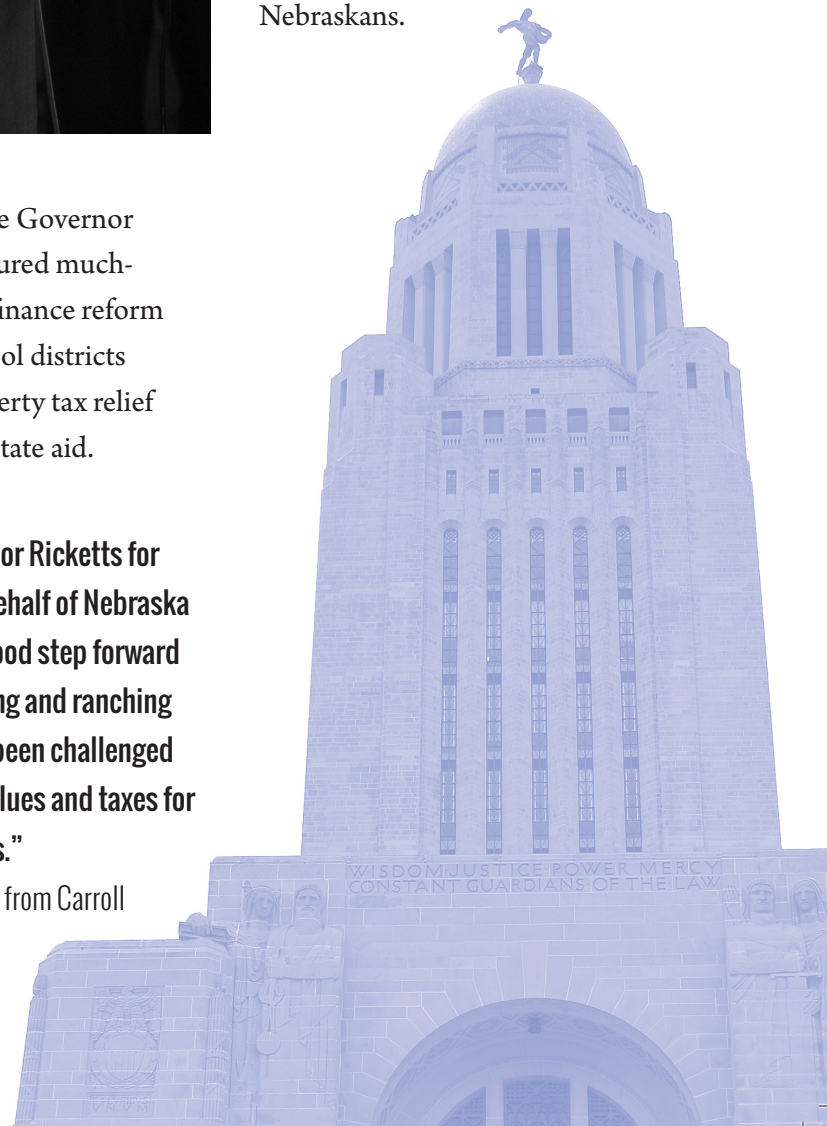 Nebraskans.
e Governor
ured much-
inance reform
ol districts
erty tax relief
tate aid.
or Ricketts for
ehalf of Nebraska
ood step forward
ng and ranching
been challenged
lues and taxes for
s.”
from Carroll
WISDOM JUSTICE POWER MERCY
CONSTANT GUARDIANS OF THE LAW
VNVM